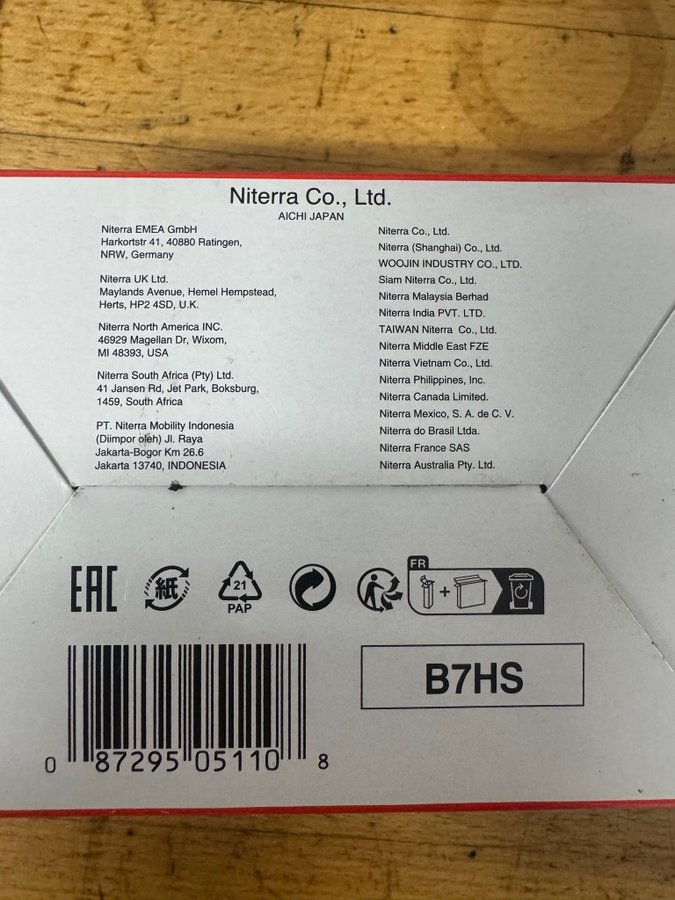 Niterra Co., Ltd.
AICHI JAPAN
Niterra EMEA GmbH
Harkortstr 41, 40880 Ratingen,
NRW, Germany
Niterra UK Ltd.
Maylands Avenue, Hemel Hempstead,
Herts, HP2 4SD, U.K.
Niterra North America INC.
46929 Magellan Dr, Wixom,
MI 48393, USA
Niterra South Africa (Pty) Ltd.
41 Jansen Rd, Jet Park, Boksburg,
1459, South Africa
PT. Niterra Mobility Indonesia
(Diimpor oleh) Jl. Raya
Jakarta-Bogor Km 26.6
Jakarta 13740, INDONESIA
Niterra Co., Ltd.
Niterra (Shanghai) Co., Ltd.
WOOJIN INDUSTRY CO., LTD.
Siam Niterra Co., Ltd.
Niterra Malaysia Berhad
Niterra India PVT. LTD.
TAIWAN Niterra Co., Ltd.
Niterra Middle East FZE
Niterra Vietnam Co., Ltd.
Niterra Philippines, Inc.
Niterra Canada Limited.
Niterra Mexico, S. A. de C. V.
Niterra do Brasil Ltda.
Niterra France SAS
Niterra Australia Pty. Ltd.
EAC
紙
21
PAP
FR
+
B7HS
0 87295 05110 8